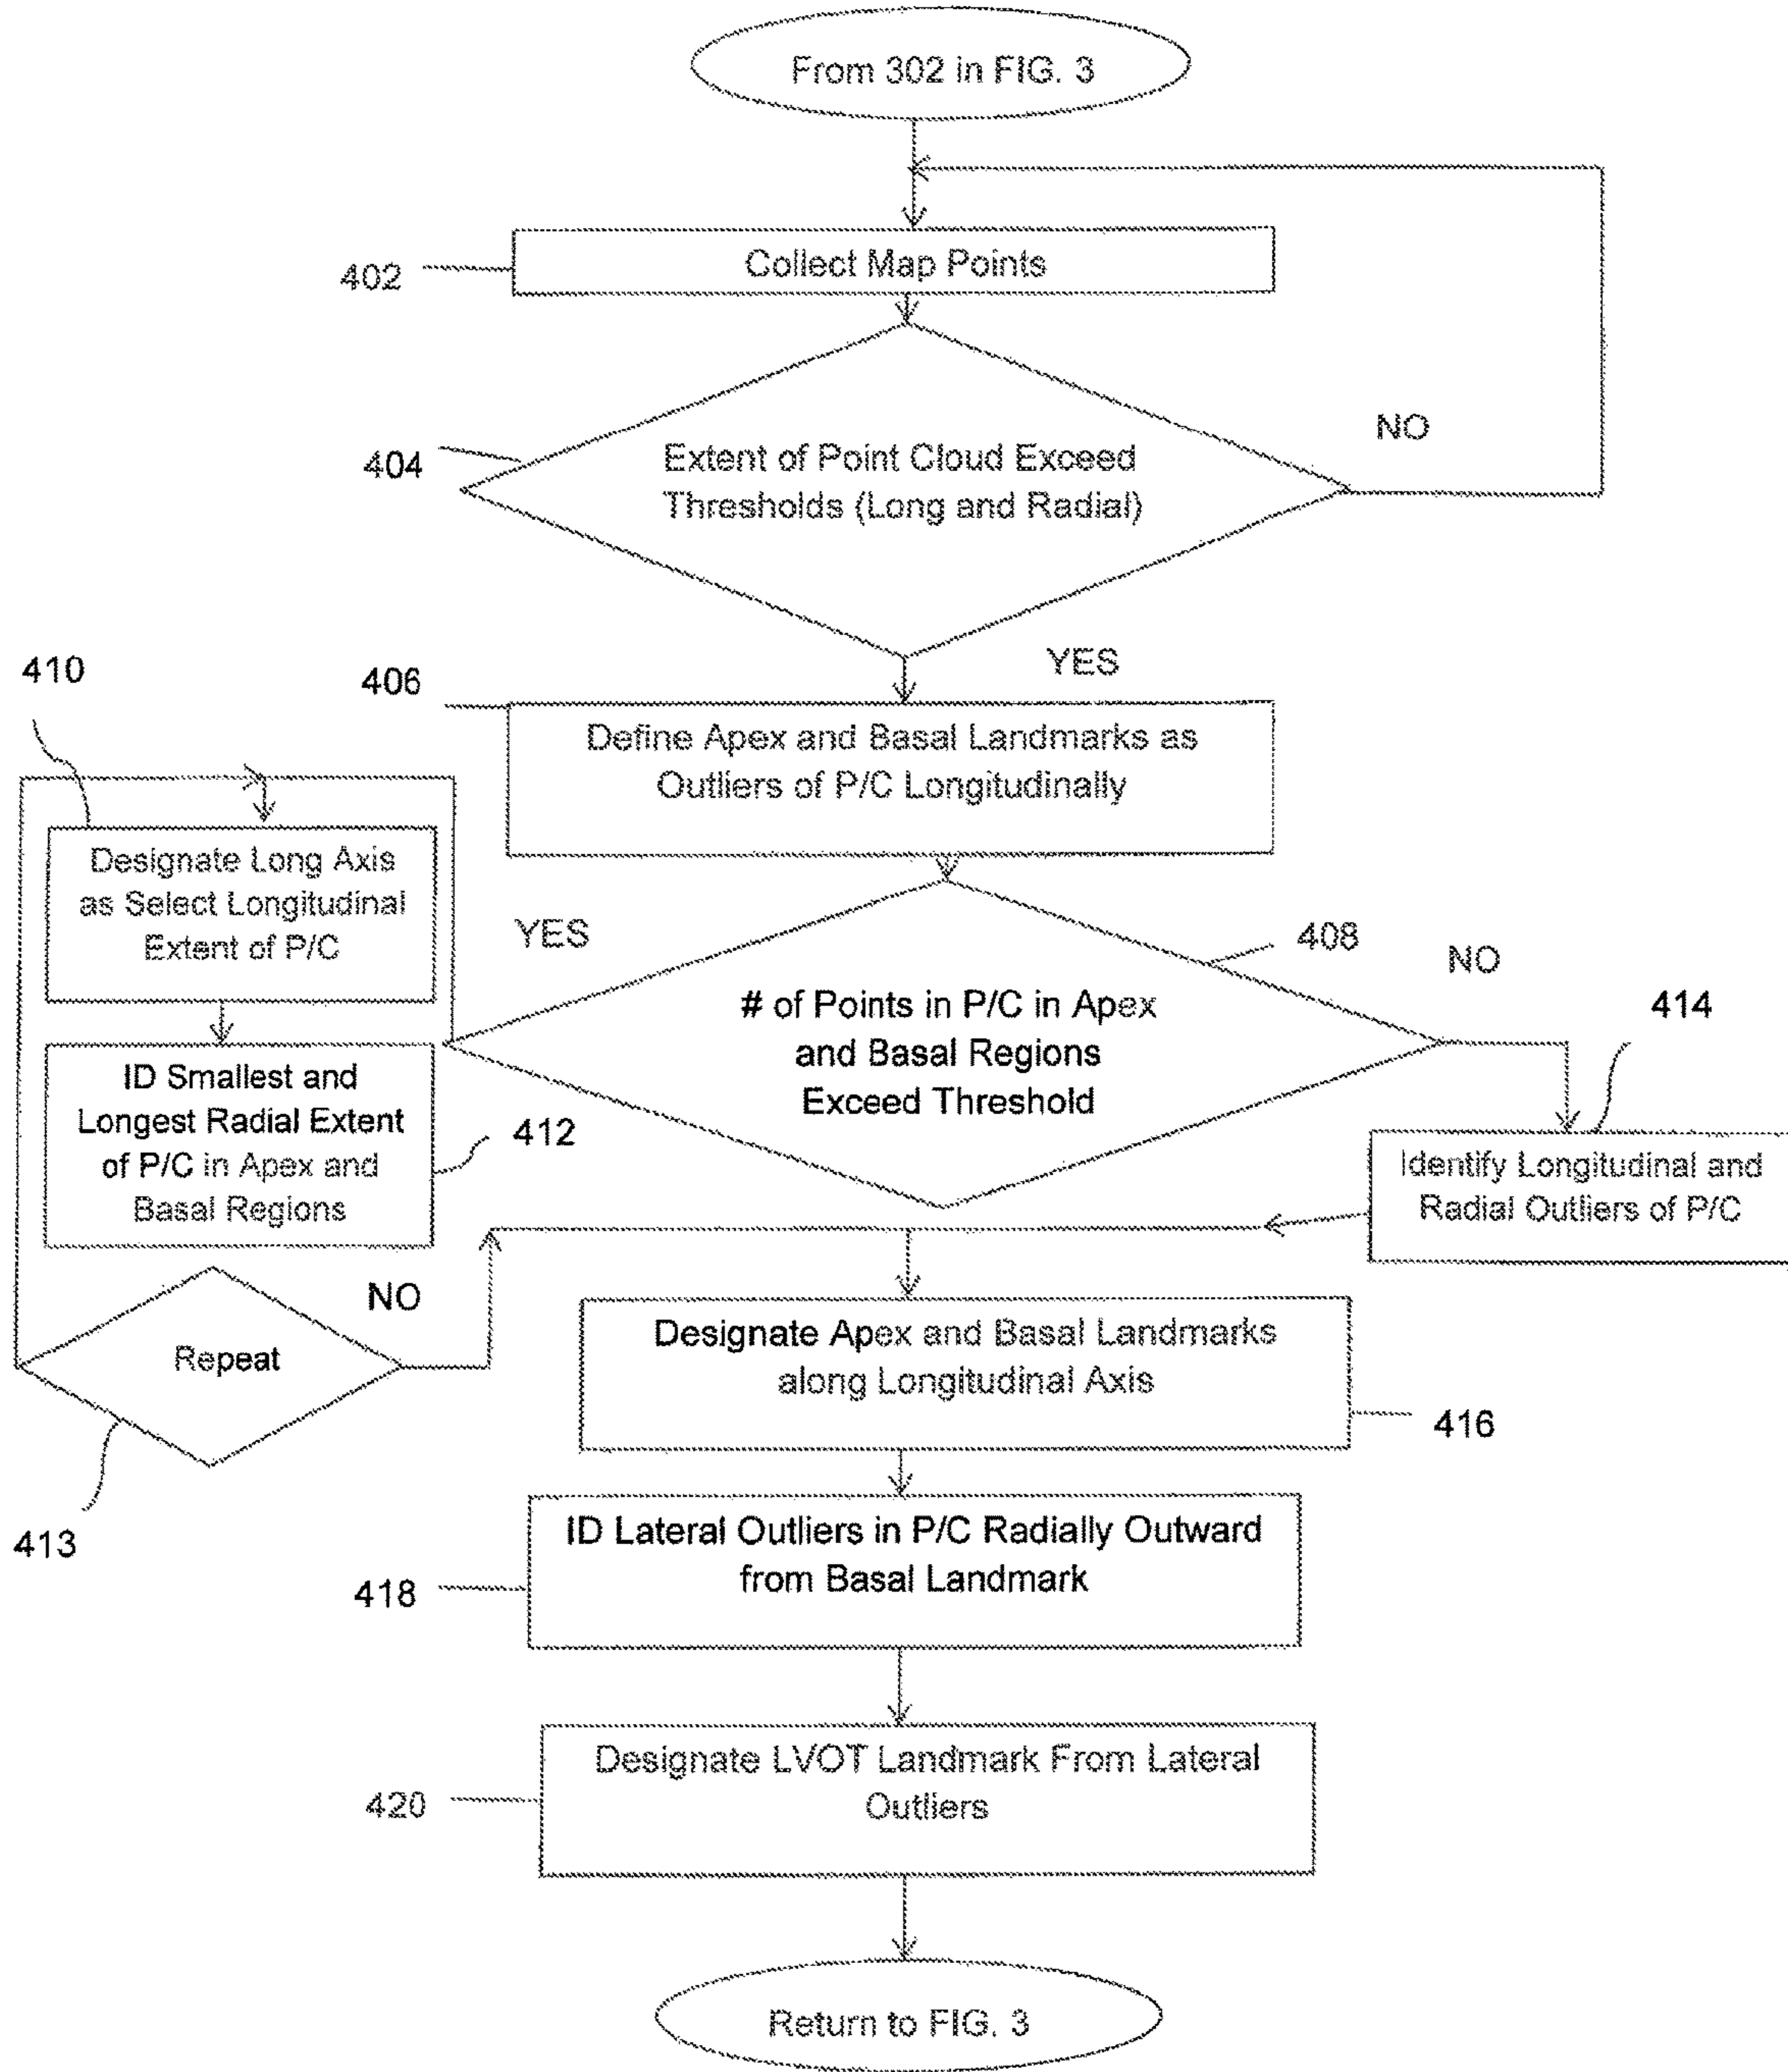 From 302 in FIG. 3
Collect Map Points
402
NO
404
Extent of Point Cloud Exceed
Thresholds (Long and Radial)
YES
410
406
Define Apex and Basal Landmarks as
Outliers of P/C Longitudinally
Designate Long Axis
as Select Longitudinal
Extent of P/C
YES
408
NO
# of Points in P/C in Apex
and Basal Regions
Exceed Threshold
414
ID Smallest and
Longest Radial Extent
of P/C in Apex and
Basal Regions
412
Identify Longitudinal and
Radial Outliers of P/C
NO
Repeat
413
Designate Apex and Basal Landmarks
along Longitudinal Axis
416
ID Lateral Outliers in P/C Radially Outward
from Basal Landmark
418
Designate LVOT Landmark From Lateral
Outliers
420
Return to FIG. 3